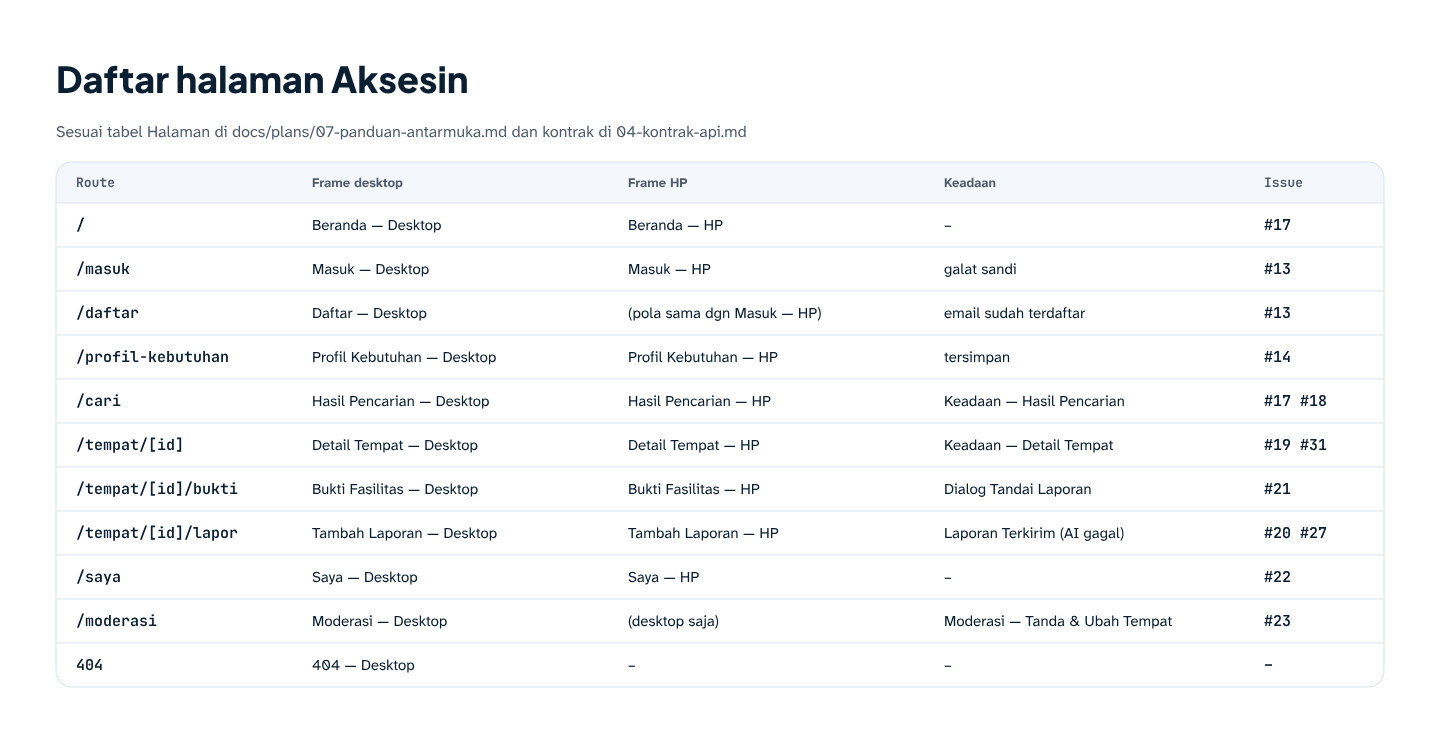 Daftar halaman Aksesin
Sesuai tabel Halaman di docs/plans/07-panduan-antarmuka.md dan kontrak di 04-kontrak-api.md
Route Frame desktop Frame HP Keadaan Issue
/ Beranda — Desktop Beranda — HP – #17
/masuk Masuk — Desktop Masuk — HP galat sandi #13
/daftar Daftar — Desktop (pola sama dgn Masuk — HP) email sudah terdaftar #13
/profil-kebutuhan Profil Kebutuhan — Desktop Profil Kebutuhan — HP tersimpan #14
/cari Hasil Pencarian — Desktop Hasil Pencarian — HP Keadaan — Hasil Pencarian #17 #18
/tempat/[id] Detail Tempat — Desktop Detail Tempat — HP Keadaan — Detail Tempat #19 #31
/tempat/[id]/bukti Bukti Fasilitas — Desktop Bukti Fasilitas — HP Dialog Tandai Laporan #21
/tempat/[id]/lapor Tambah Laporan — Desktop Tambah Laporan — HP Laporan Terkirim (AI gagal) #20 #27
/saya Saya — Desktop Saya — HP – #22
/moderasi Moderasi — Desktop (desktop saja) Moderasi — Tanda & Ubah Tempat #23
404 404 — Desktop – – –